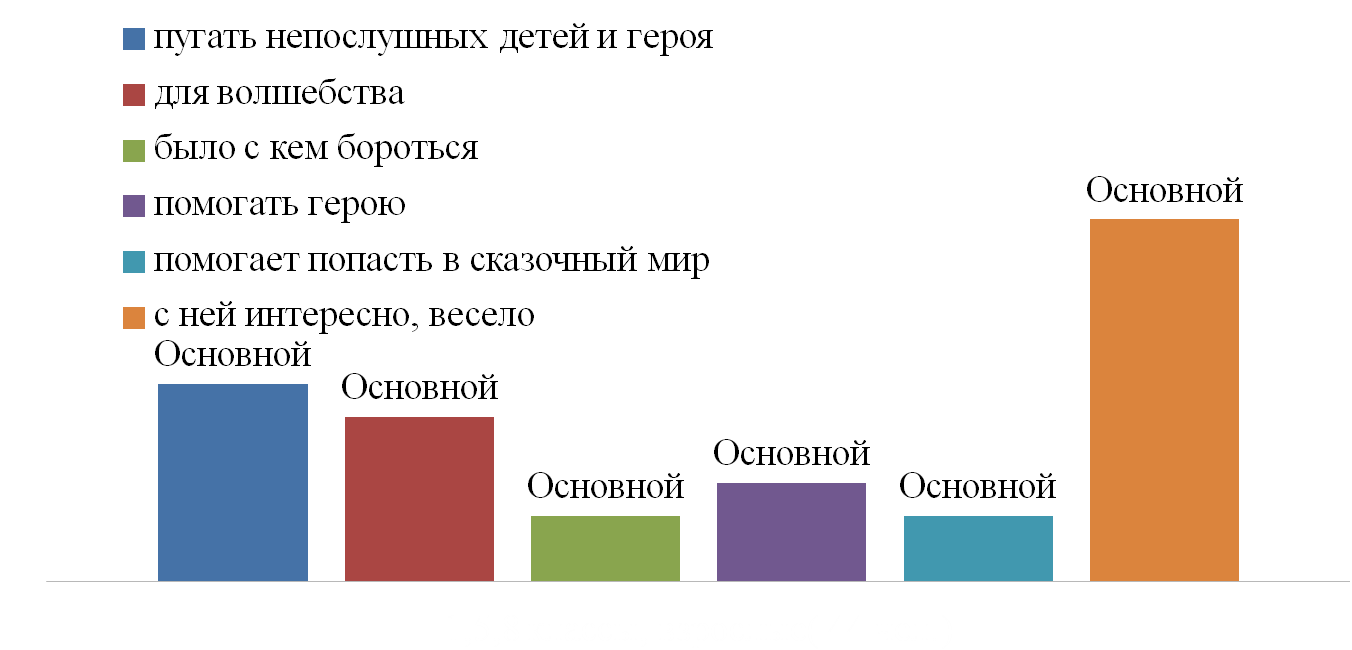 пугать непослушных детей и героя
для волшебства
было с кем бороться
помогать герою
помогает попасть в сказочный мир
с ней интересно, весело
Основной
Основной
Основной
Основной
Основной
Основной